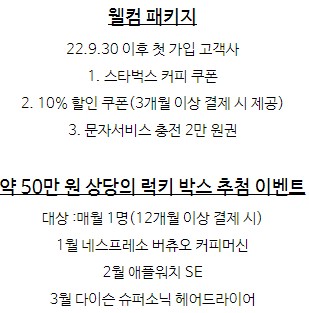 웰컴 패키지
22.9.30 이후 첫 가입 고객사
1. 스타벅스 커피 쿠폰
2. 10% 할인 쿠폰(3개월 이상 결제 시 제공)
3. 문자서비스 충전 2만 원권
약 50만 원 상당의 럭키 박스 추첨 이벤트
대상 :매월 1명(12개월 이상 결제 시)
1월 네스프레소 버츄오 커피머신
2월 애플워치 SE
3월 다이슨 슈퍼소닉 헤어드라이어